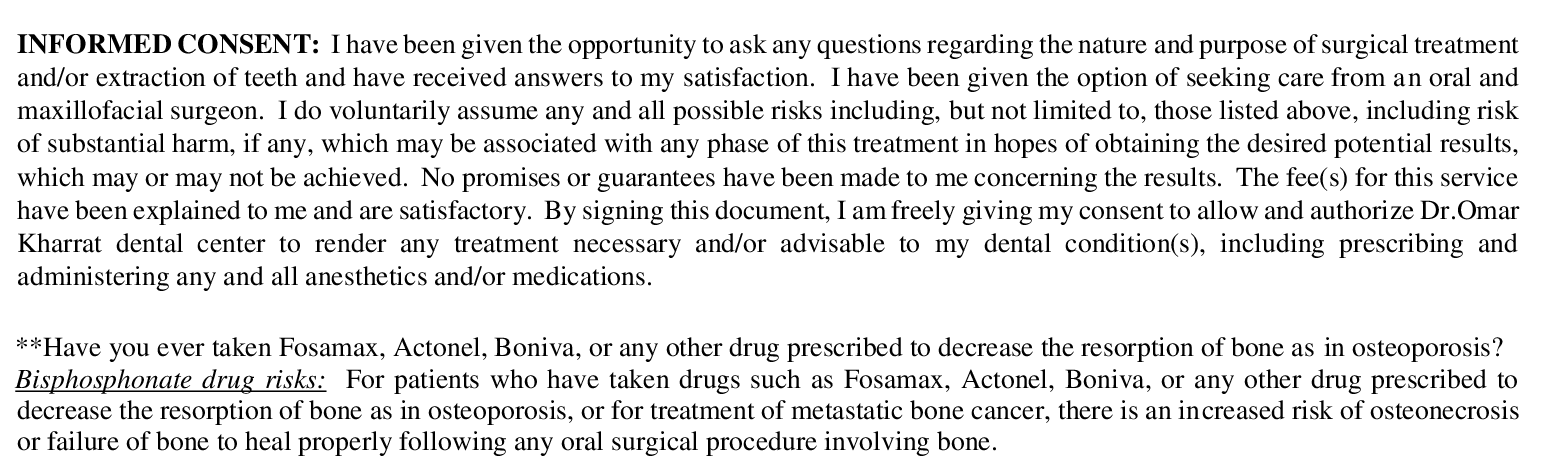 INFORMED CONSENT: I have been given the opportunity to ask any questions regarding the nature and purpose of surgical treatment
and/or extraction of teeth and have received answers to my satisfaction. I have been given the option of seeking care from an oral and
maxillofacial surgeon. I do voluntarily assume any and all possible risks including, but not limited to, those listed above, including risk
of substantial harm, if any, which may be associated with any phase of this treatment in hopes of obtaining the desired potential results,
which may or may not be achieved. No promises or guarantees have been made to me concerning the results. The fee(s) for this service
have been explained to me and are satisfactory. By signing this document, I am freely giving my consent to allow and authorize Dr.Omar
Kharrat dental center to render any treatment necessary and/or advisable to my dental condition(s), including prescribing and
administering any and all anesthetics and/or medications.
**Have you ever taken Fosamax, Actonel, Boniva, or any other drug prescribed to decrease the resorption of bone as in osteoporosis?
Bisphosphonate drug risks: For patients who have taken drugs such as Fosamax, Actonel, Boniva, or any other drug prescribed to
decrease the resorption of bone as in osteoporosis, or for treatment of metastatic bone cancer, there is an increased risk of osteonecrosis
or failure of bone to heal properly following any oral surgical procedure involving bone.